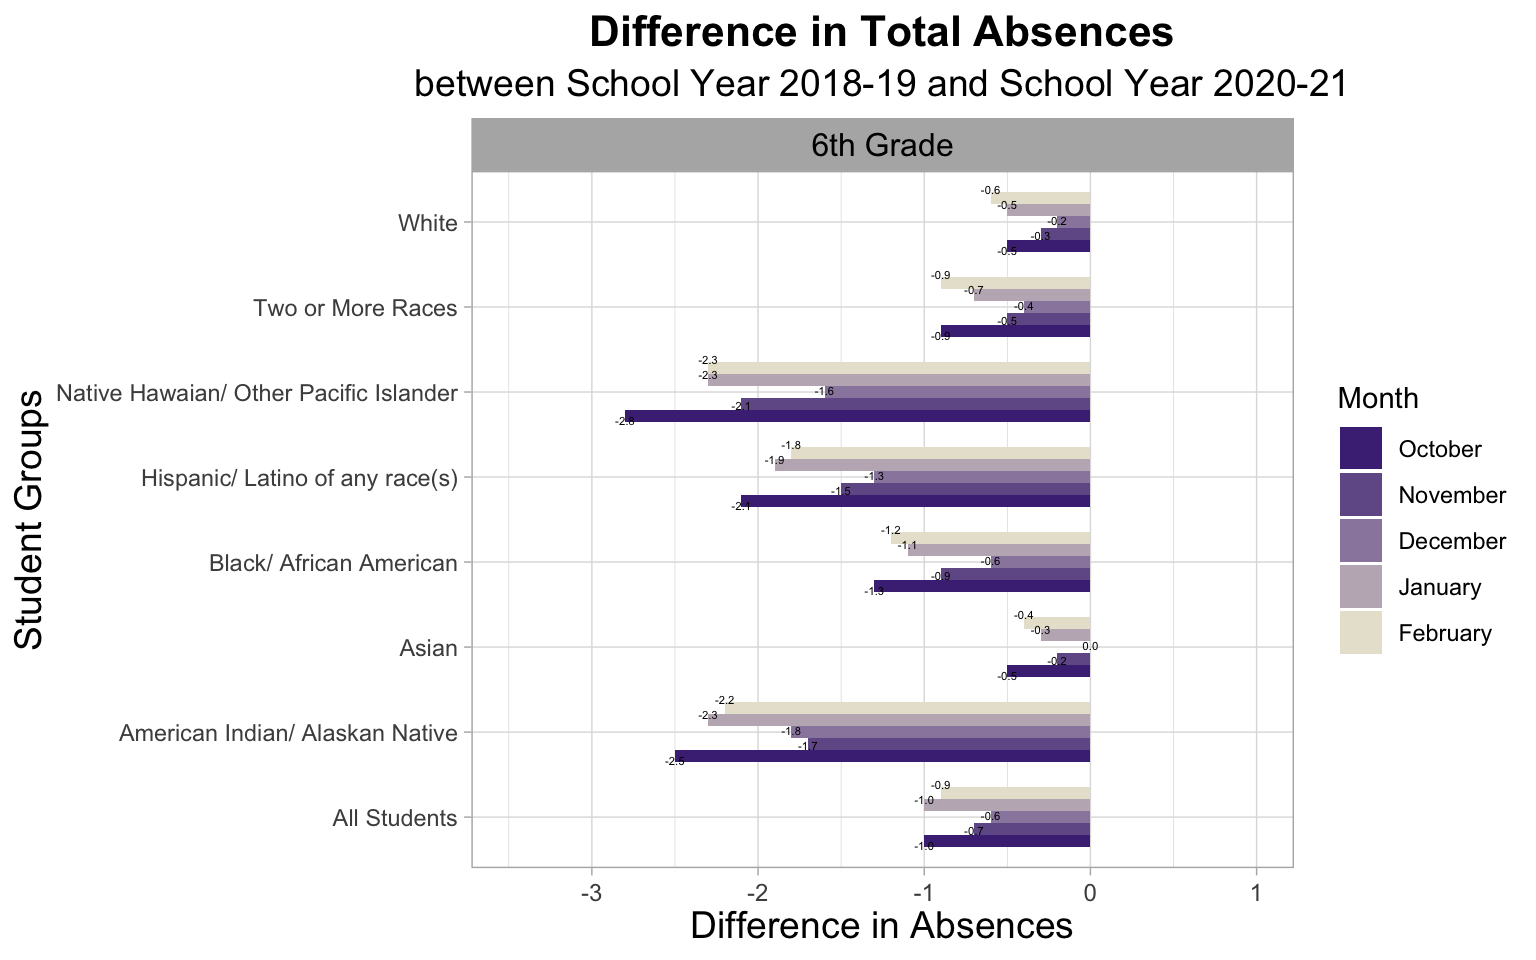 Difference in Total Absences
between School Year 2018-19 and School Year 2020-21
6th Grade
Student Groups
White
-0.6
-0.5
-0.2
-0.3
-0.5
Two or More Races
-0.9
-0.7
-0.4
-0.5
-0.9
Native Hawaian/ Other Pacific Islander
-2.3
-2.3
-1.6
-2.1
-2.8
Hispanic/ Latino of any race(s)
-1.8
-1.9
-1.3
-1.5
-2.1
Black/ African American
-1.2
-1.1
-0.6
-0.9
-1.3
Asian
-0.4
-0.3
0.0
-0.2
-0.5
American Indian/ Alaskan Native
-2.2
-2.3
-1.8
-1.7
-2.5
All Students
-0.9
-1.0
-0.6
-0.7
-1.0
-3 -2 -1 0 1
Difference in Absences
Month
October
November
December
January
February